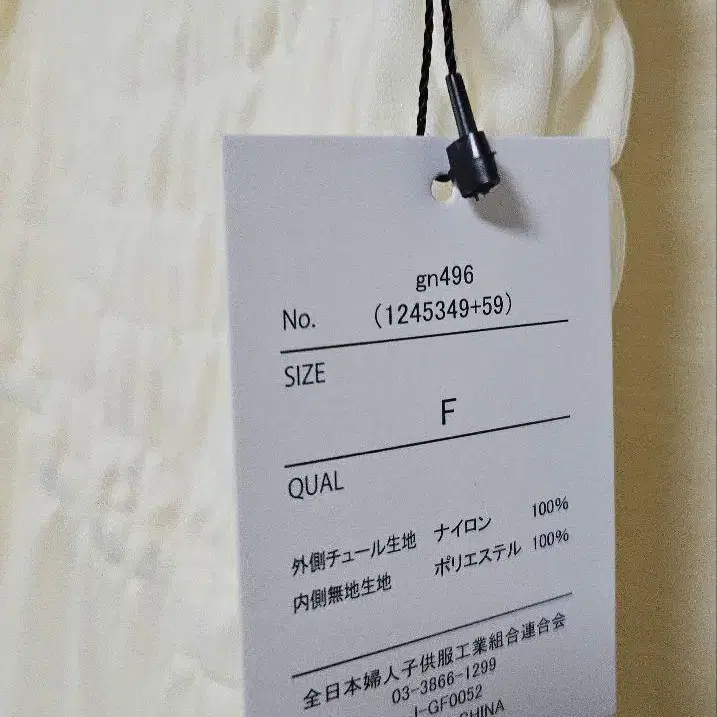 gn496
No. (1245349+59)
SIZE
F
QUAL
外側チュール生地 ナイロン 100%
内側無地生地 ポリエステル 100%
全日本婦人子供服工業組合連合会
03-3866-1299
J-GF0052
CHINA